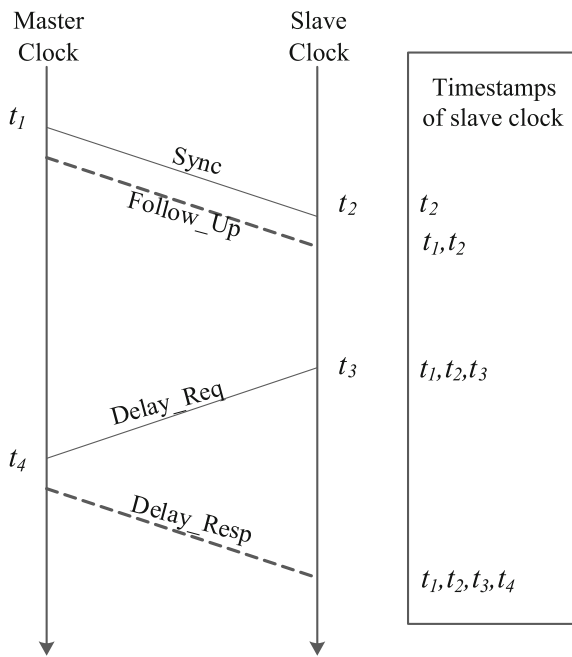 Master
Clock
Slave
Clock
Timestamps
of slave clock
t1
Sync
Follow_Up
t2
t2
t1,t2
t3
t1,t2,t3
Delay_Req
t4
Delay_Resp
t1,t2,t3,t4